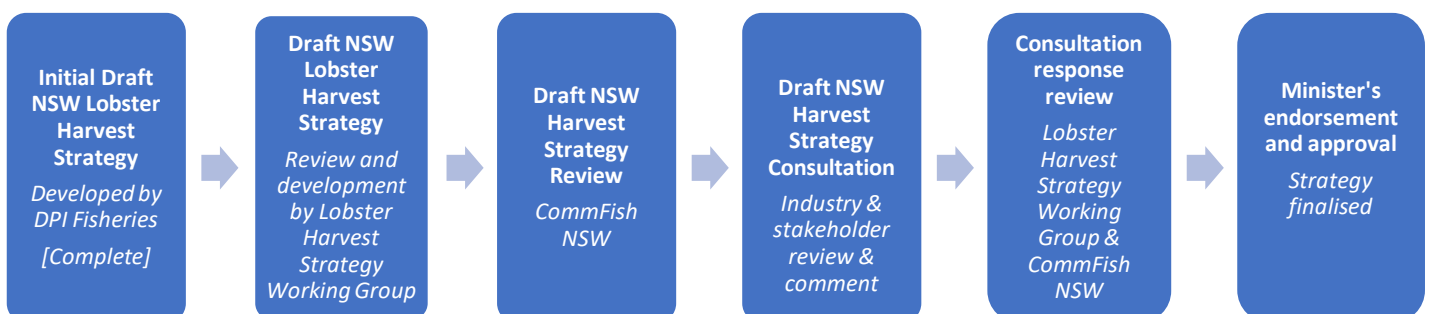 Initial Draft
NSW Lobster
Harvest
Strategy
Developed by
DPI Fisheries
[Complete]
Draft NSW
Lobster
Harvest
Strategy
Review and
development
by Lobster
Harvest
Strategy
Working Group
Draft NSW
Harvest
Strategy
Review
CommFish
NSW
Draft NSW
Harvest
Strategy
Consultation
Industry &
stakeholder
review &
comment
Consultation
response
review
Lobster
Harvest
Strategy
Working
Group &
CommFish
NSW
Minister's
endorsement
and approval
Strategy
finalised